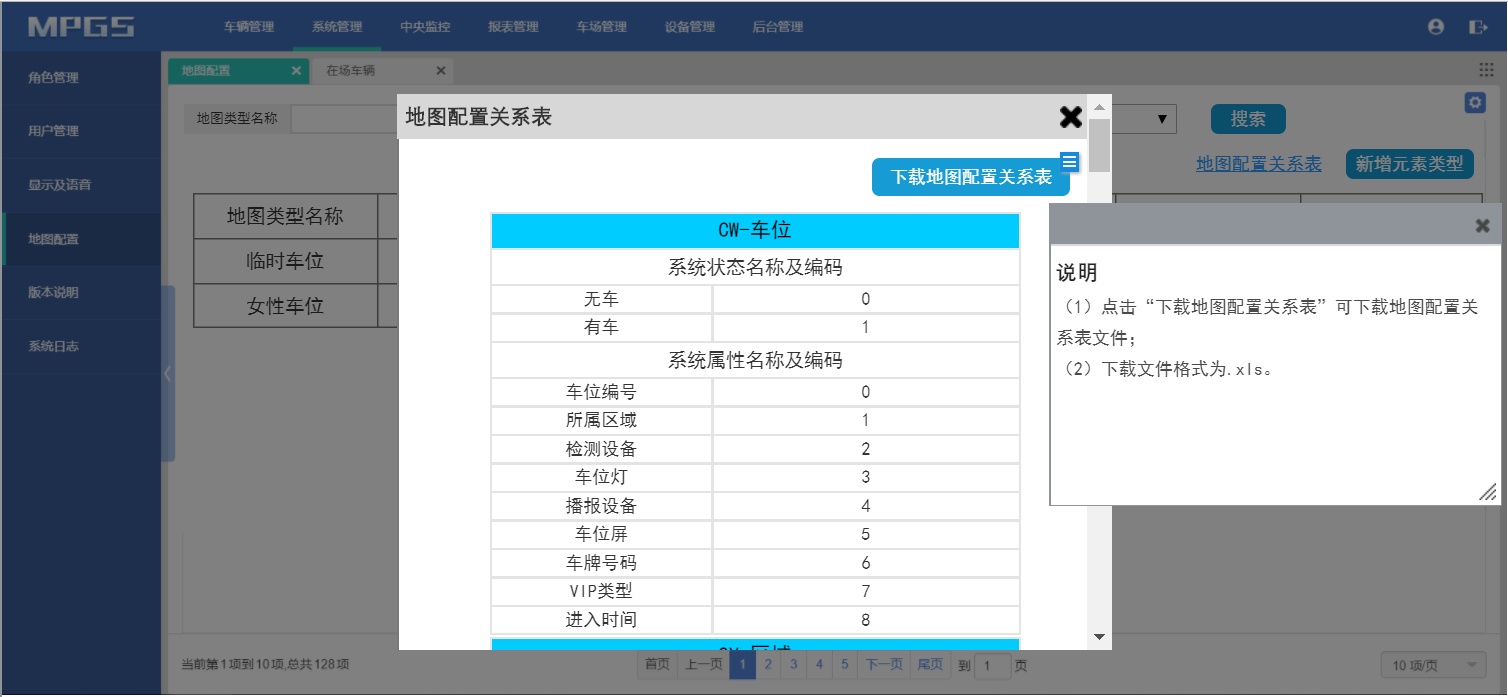 MPGS
车辆管理 系统管理 中央监控 报表管理 车场管理 设备管理 后台管理
角色管理
用户管理
显示及语音
地图配置
版本说明
系统日志
地图配置 在场车辆
地图类型名称
搜索
地图配置关系表 新增元素类型
地图类型名称
临时车位
女性车位
地图配置关系表
下载地图配置关系表
CW-车位
系统状态名称及编码
无车 0
有车 1
系统属性名称及编码
车位编号 0
所属区域 1
检测设备 2
车位灯 3
播报设备 4
车位屏 5
车牌号码 6
VIP类型 7
进入时间 8
说明
（1）点击“下载地图配置关系表”可下载地图配置关
系表文件；
（2）下载文件格式为.xls。
当前第1项到10项,总共128项
首页 上一页 1 2 3 4 5 下一页 尾页 到 1 页
10 项/页